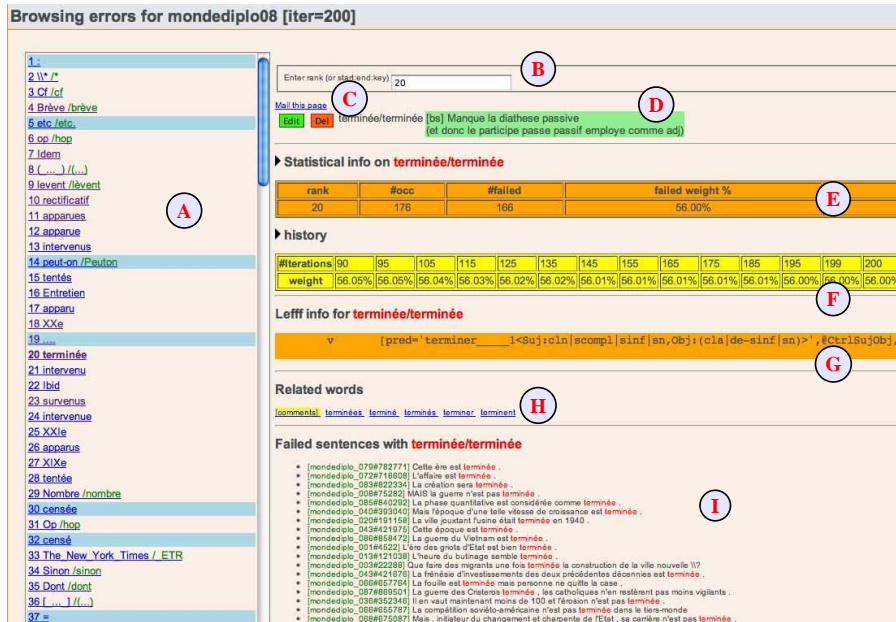 Browsing errors for mondediplo08 [iter=200]
1 :
2 \\* /*
3 Cf /cf
4 Brève /brève
5 etc /etc.
6 op /hop
7 Idem
8 (_ ... _) /(...)
9 levent /lèvent
10 rectificatif
11 apparues
12 apparue
13 intervenus
14 peut-on /Peuton
15 tentés
16 Entretien
17 apparu
18 XXe
19 ....
20 terminée
21 intervenu
22 Ibid
23 survenus
24 intervenue
25 XXIe
26 apparus
27 XIXe
28 tentée
29 Nombre /nombre
30 censée
31 Op /hop
32 censé
33 The_New_York_Times /_ETR
34 Sinon /sinon
35 Dont /dont
36 [_ ... _] /(...)
37 =
A
Enter rank (or start:end:key) 20
B
Mail this page
C
Edit Del terminée/terminée [bs] Manque la diathese passive
(et donc le participe passe passif employe comme adj)
D
Statistical info on terminée/terminée
rank #occ #failed failed weight %
20 176 166 56.00%
E
history
#Iterations 90 95 105 115 125 135 145 155 165 175 185 195 199 200
weight 56.05% 56.05% 56.04% 56.03% 56.02% 56.02% 56.01% 56.01% 56.01% 56.01% 56.01% 56.00% 56.00% 56.00%
F
Lefff info for terminée/terminée
v [pred='terminer_____1<Suj:cln|scompl|sinf|sn,Obj:(cla|de-sinf|sn)>',@CtrlSujObj,
G
Related words
[comments] terminées terminé terminés terminer terminent
H
Failed sentences with terminée/terminée
[mondediplo_079#782771] Cette ère est terminée .
[mondediplo_072#716608] L'affaire est terminée .
[mondediplo_083#822334] La création sera terminée .
[mondediplo_008#75282] MAIS la guerre n'est pas terminée .
[mondediplo_085#840292] La phase quantitative est considérée comme terminée .
[mondediplo_040#393040] Mais l'époque d'une telle vitesse de croissance est terminée .
[mondediplo_020#191158] La ville jouxtant l'usine était terminée en 1940 .
[mondediplo_043#421975] Cette époque est terminée .
[mondediplo_086#858472] La guerre du Vietnam est terminée .
[mondediplo_001#4522] L'ère des griots d'Etat est bien terminée .
[mondediplo_013#121038] L'heure du butinage semble terminée .
[mondediplo_003#22288] Que faire des migrants une fois terminée la construction de la ville nouvelle \\?
[mondediplo_043#421676] La frénésie d'investissements des deux précédentes décennies est terminée .
[mondediplo_066#657764] La fouille est terminée mais personne ne quitte la case .
[mondediplo_087#869501] La guerre des Cristeros terminée , les catholiques n'en restèrent pas moins vigilants .
[mondediplo_036#352346] Il en vaut maintenant moins de 100 et l'érosion n'est pas terminée .
[mondediplo_066#655787] La compétition soviéto-américaine n'est pas terminée dans le tiers-monde
[mondediplo_068#675087] Mais , initiateur du changement et charpente de l'Etat , sa carrière n'est pas terminée .
I